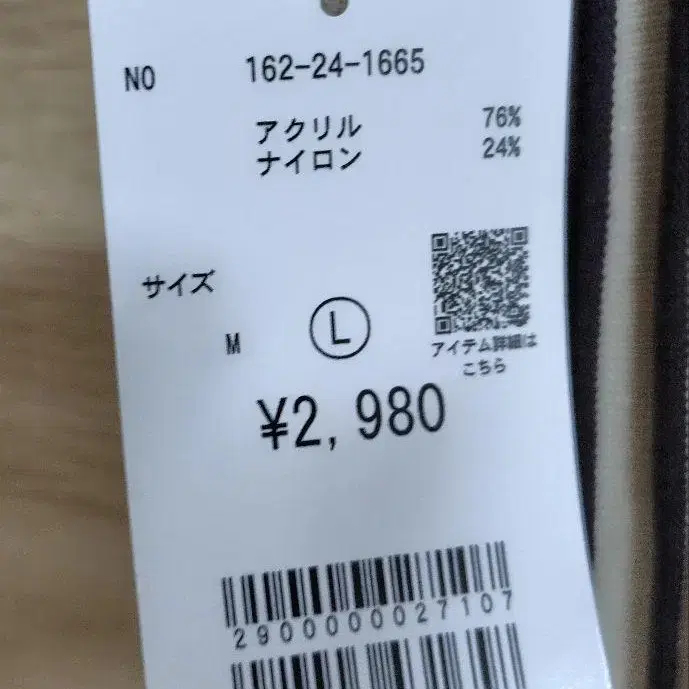 NO 162-24-1665
アクリル 76%
ナイロン 24%
サイズ
M Ⓛ
アイテム詳細は
こちら
¥2,980
2900000027107